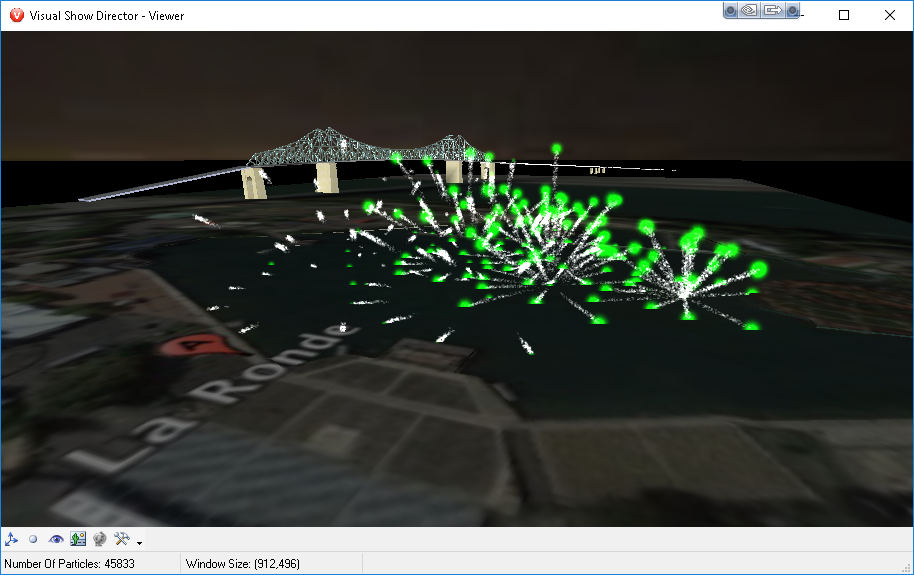 Visual Show Director - Viewer
A
La Ronde
Number Of Particles: 45833
Window Size: (912,496)